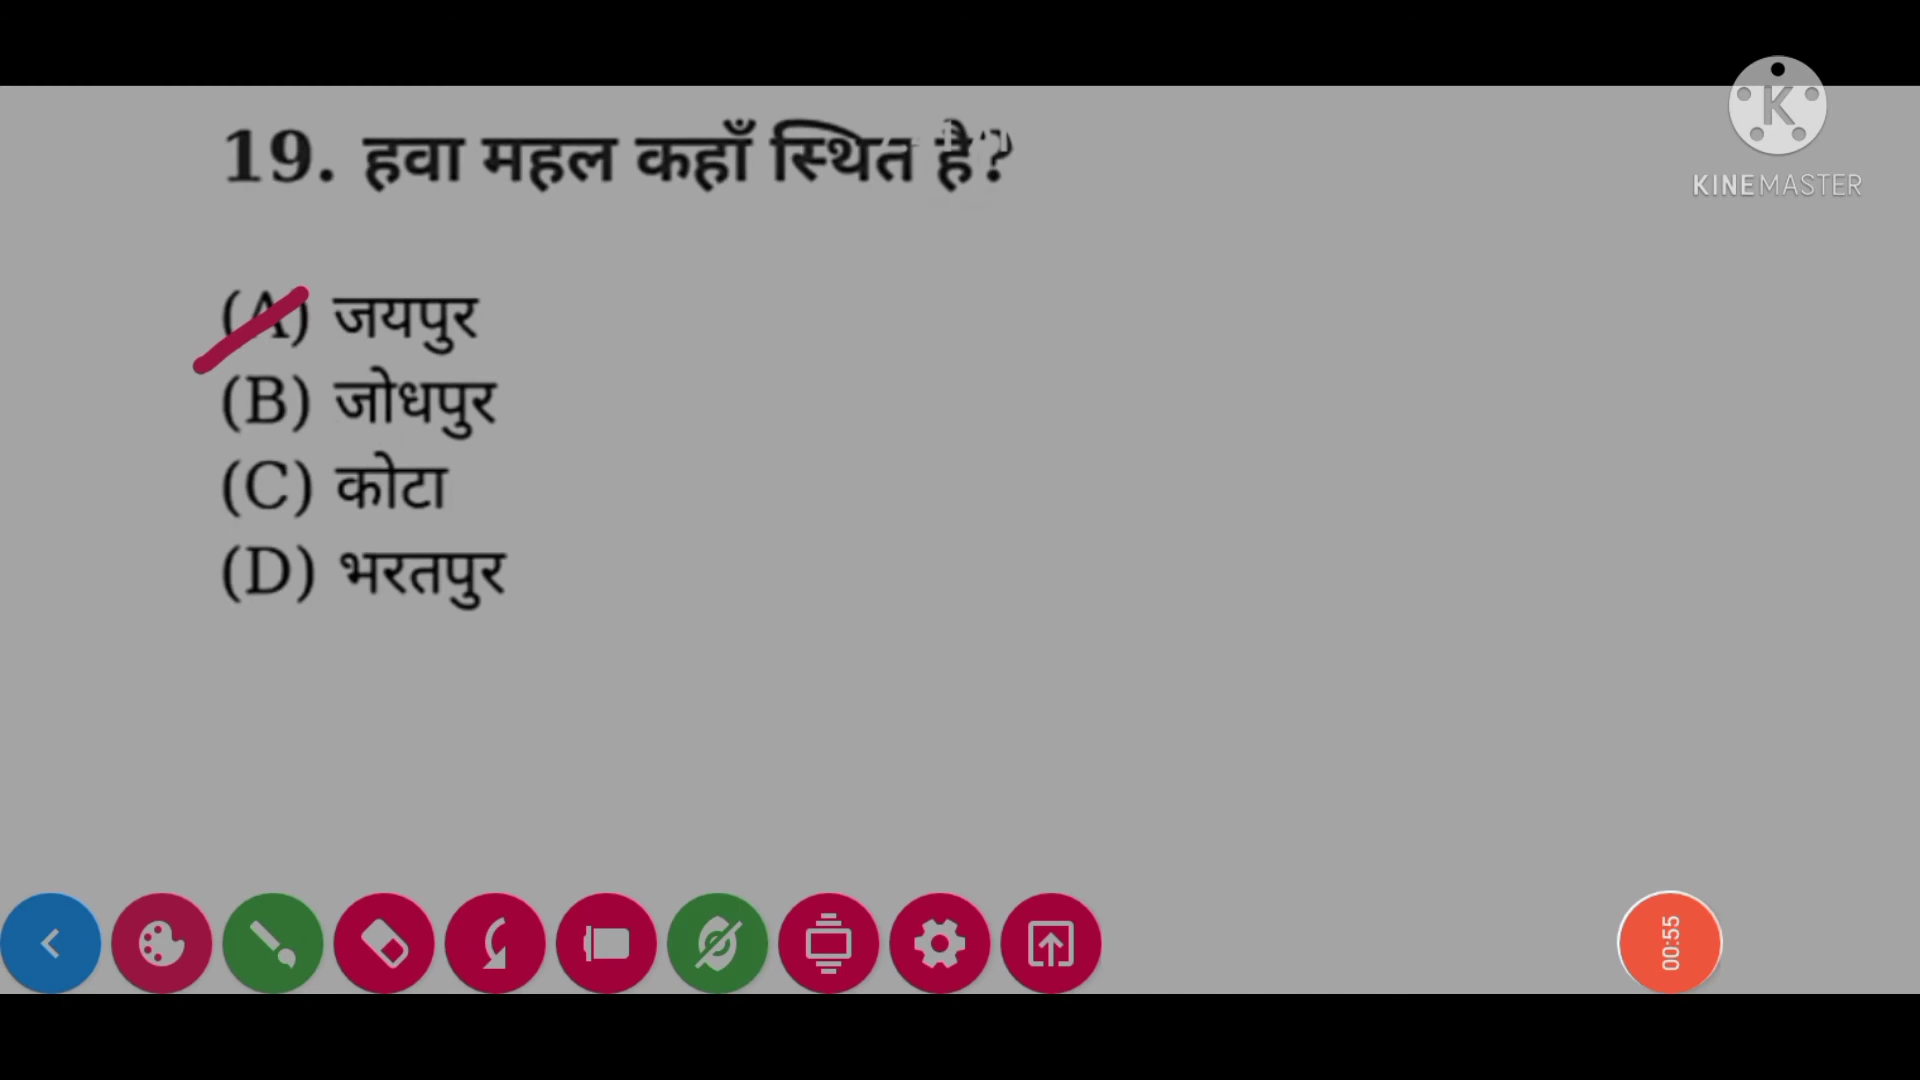 19. हवा महल कहाँ स्थित है?
(A) जयपुर
(B) जोधपुर
(C) कोटा
(D) भरतपुर
KINEMASTER
00:55